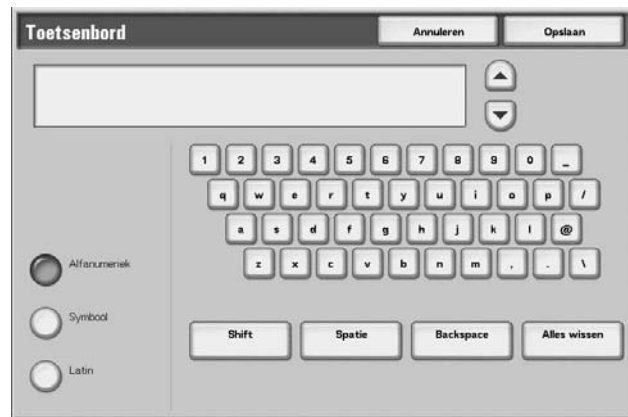 Toetsenbord Annuleren Opslaan
1 2 3 4 5 6 7 8 9 0 _
q w e r t y u i o p /
a s d f g h j k l @
Alfanumeriek z x c v b n m , . \
Symbool Shift Spatie Backspace Alles wissen
Latin